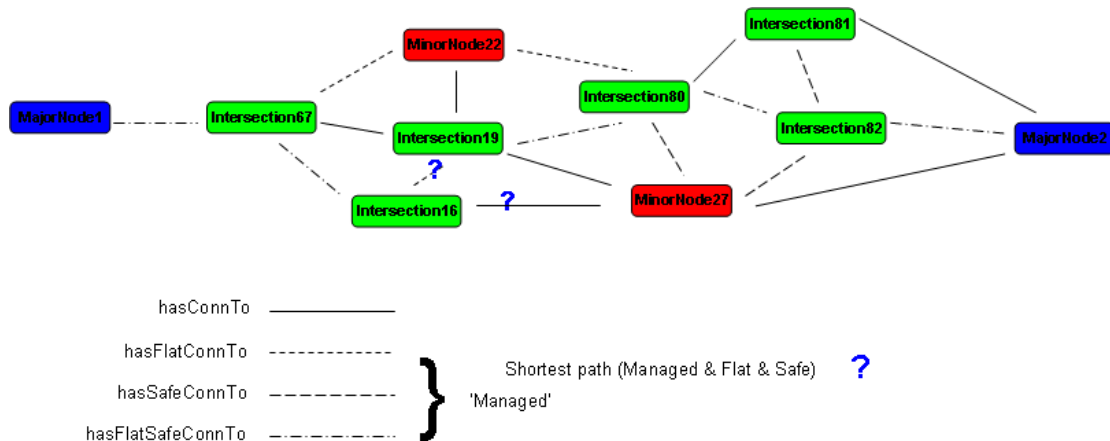 Intersection81
MinorNode22
Intersection80
MajorNode1
Intersection67
Intersection19
Intersection82
MajorNode2
?
Intersection16
?
MinorNode27
hasConnTo
hasFlatConnTo
Shortest path (Managed & Flat & Safe) ?
hasSafeConnTo
'Managed'
hasFlatSafeConnTo